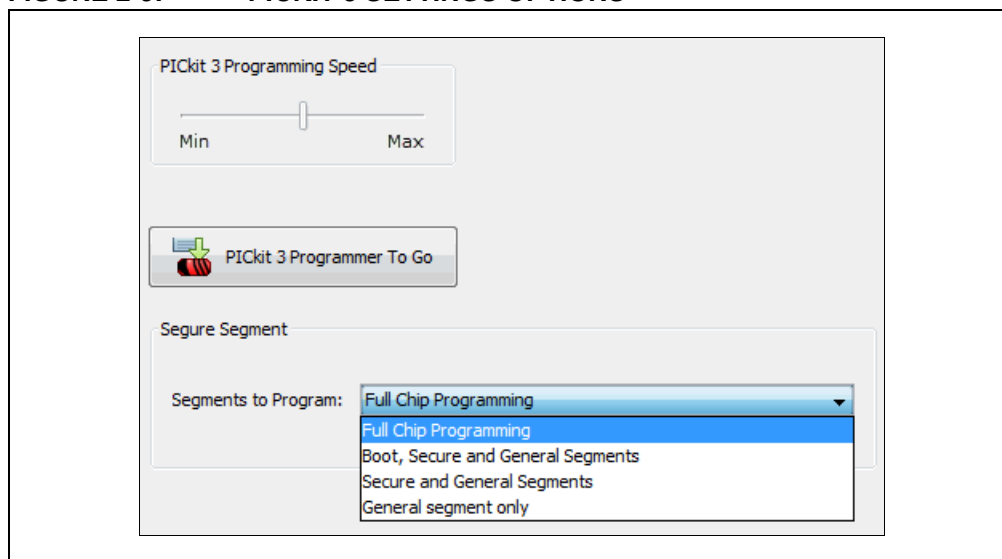 PICkit 3 Programming Speed
Min Max
PICkit 3 Programmer To Go
Segure Segment
Segments to Program: Full Chip Programming
Full Chip Programming
Boot, Secure and General Segments
Secure and General Segments
General segment only